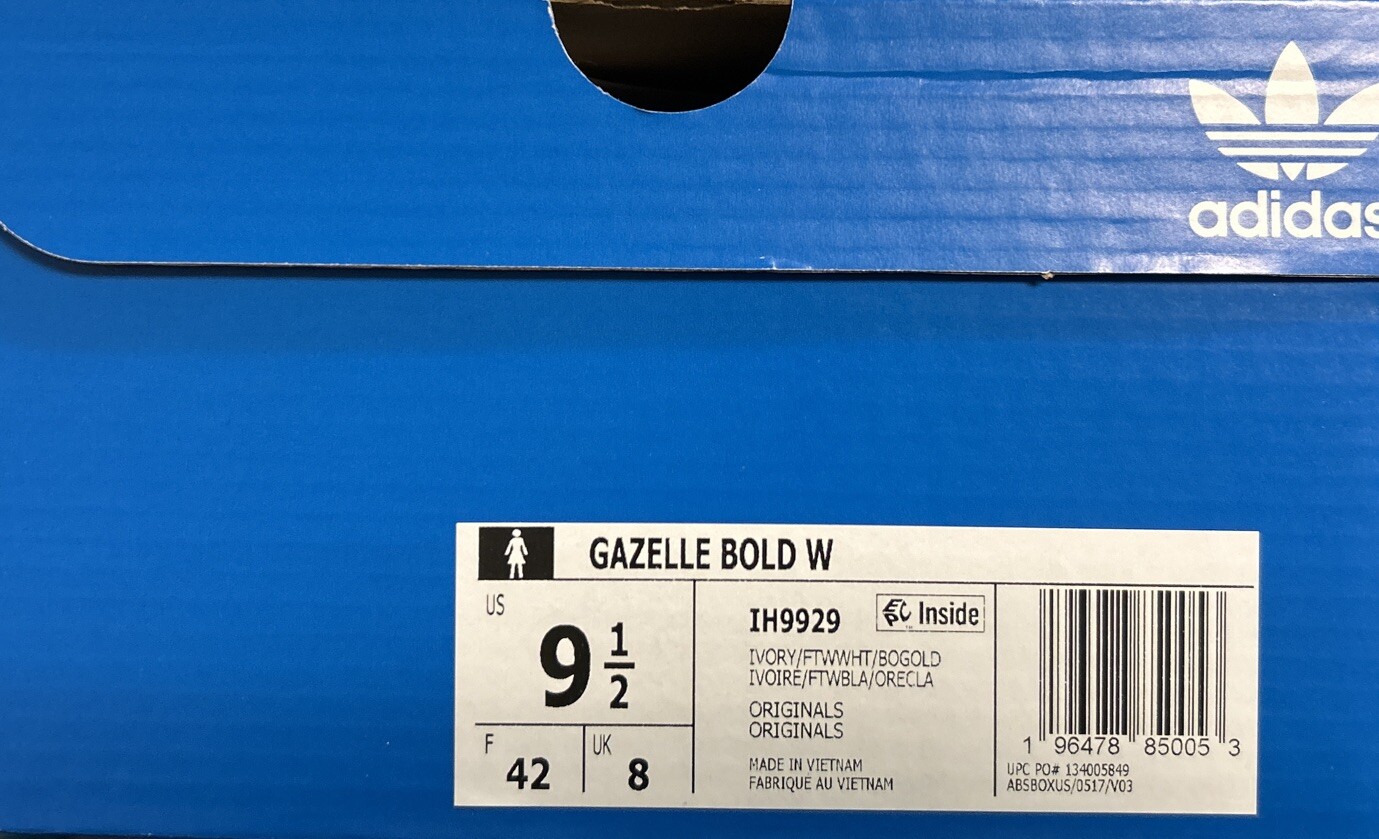 adidas
GAZELLE BOLD W
US
9 1/2
F
42
UK
8
IH9929
Inside
IVORY/FTWWHT/BOGOLD
IVOIRE/FTWBLA/ORECLA
ORIGINALS
ORIGINALS
MADE IN VIETNAM
FABRIQUÉ AU VIETNAM
1 96478 85005 3
UPC PO# 134005849
ABSBOXUS/0517/V03